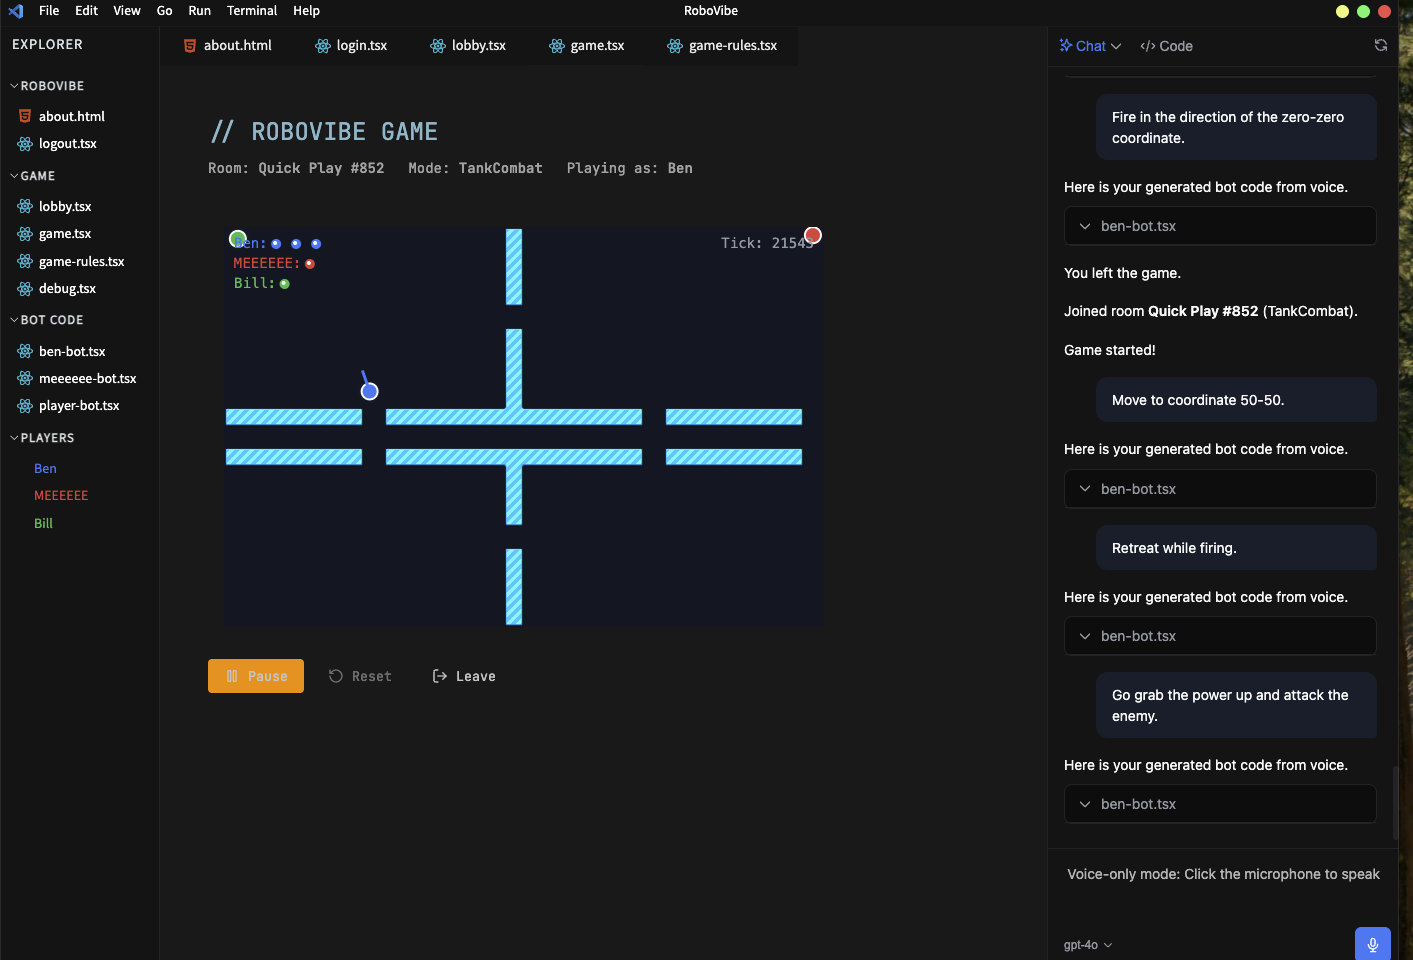 File Edit View Go Run Terminal Help
RoboVibe
EXPLORER
ROBOVIBE
about.html
logout.tsx
GAME
lobby.tsx
game.tsx
game-rules.tsx
debug.tsx
BOT CODE
ben-bot.tsx
meeeeee-bot.tsx
player-bot.tsx
PLAYERS
Ben
MEEEEEE
Bill
about.html login.tsx lobby.tsx game.tsx game-rules.tsx
// ROBOVIBE GAME
Room: Quick Play #852 Mode: TankCombat Playing as: Ben
Ben:
MEEEEEE:
Bill:
Tick: 21543
Pause Reset Leave
Chat </> Code
Fire in the direction of the zero-zero
coordinate.
Here is your generated bot code from voice.
ben-bot.tsx
You left the game.
Joined room Quick Play #852 (TankCombat).
Game started!
Move to coordinate 50-50.
Here is your generated bot code from voice.
ben-bot.tsx
Retreat while firing.
Here is your generated bot code from voice.
ben-bot.tsx
Go grab the power up and attack the
enemy.
Here is your generated bot code from voice.
ben-bot.tsx
Voice-only mode: Click the microphone to speak
gpt-4o